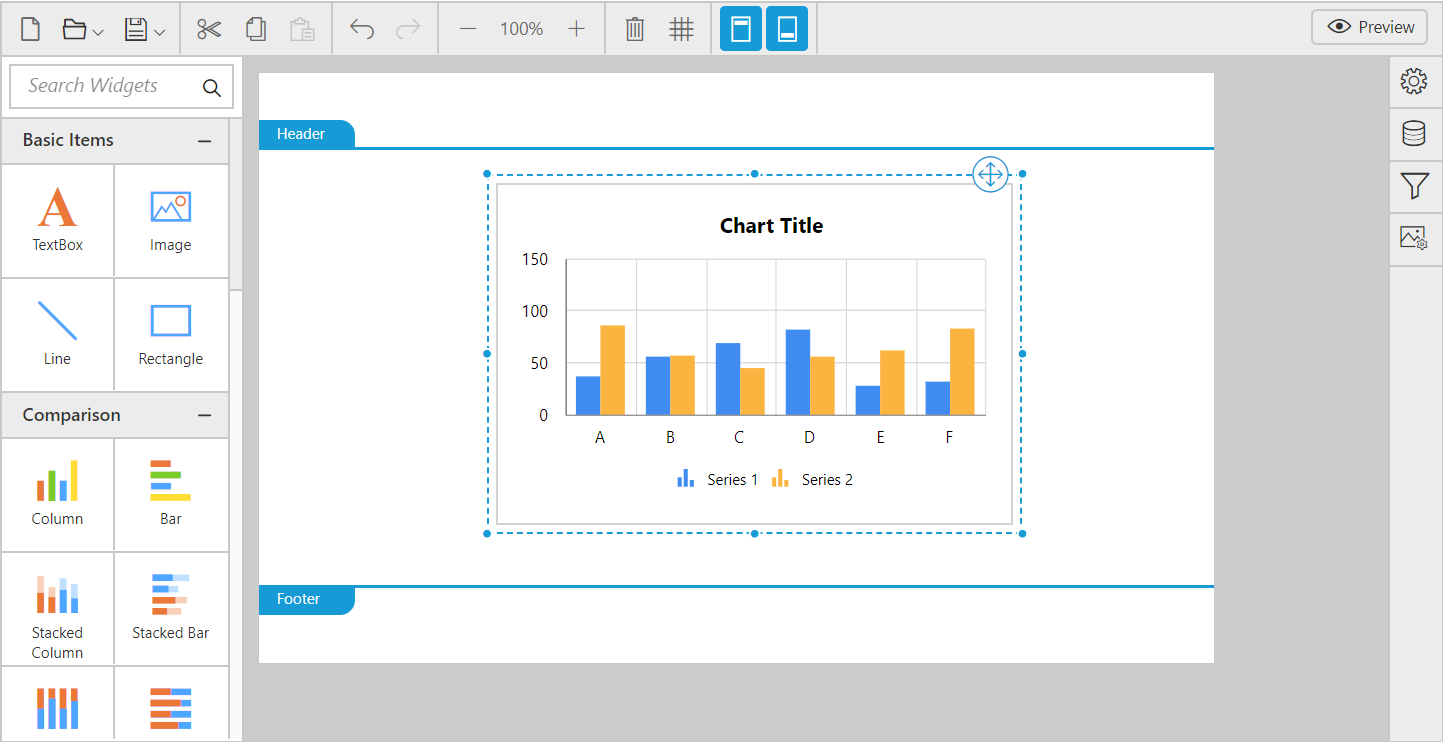 100%
Preview
Search Widgets
Basic Items
TextBox
Image
Line
Rectangle
Comparison
Column
Bar
Stacked
Column
Stacked Bar
Header
Chart Title
150
100
50
0
A B C D E F
Series 1 Series 2
Footer